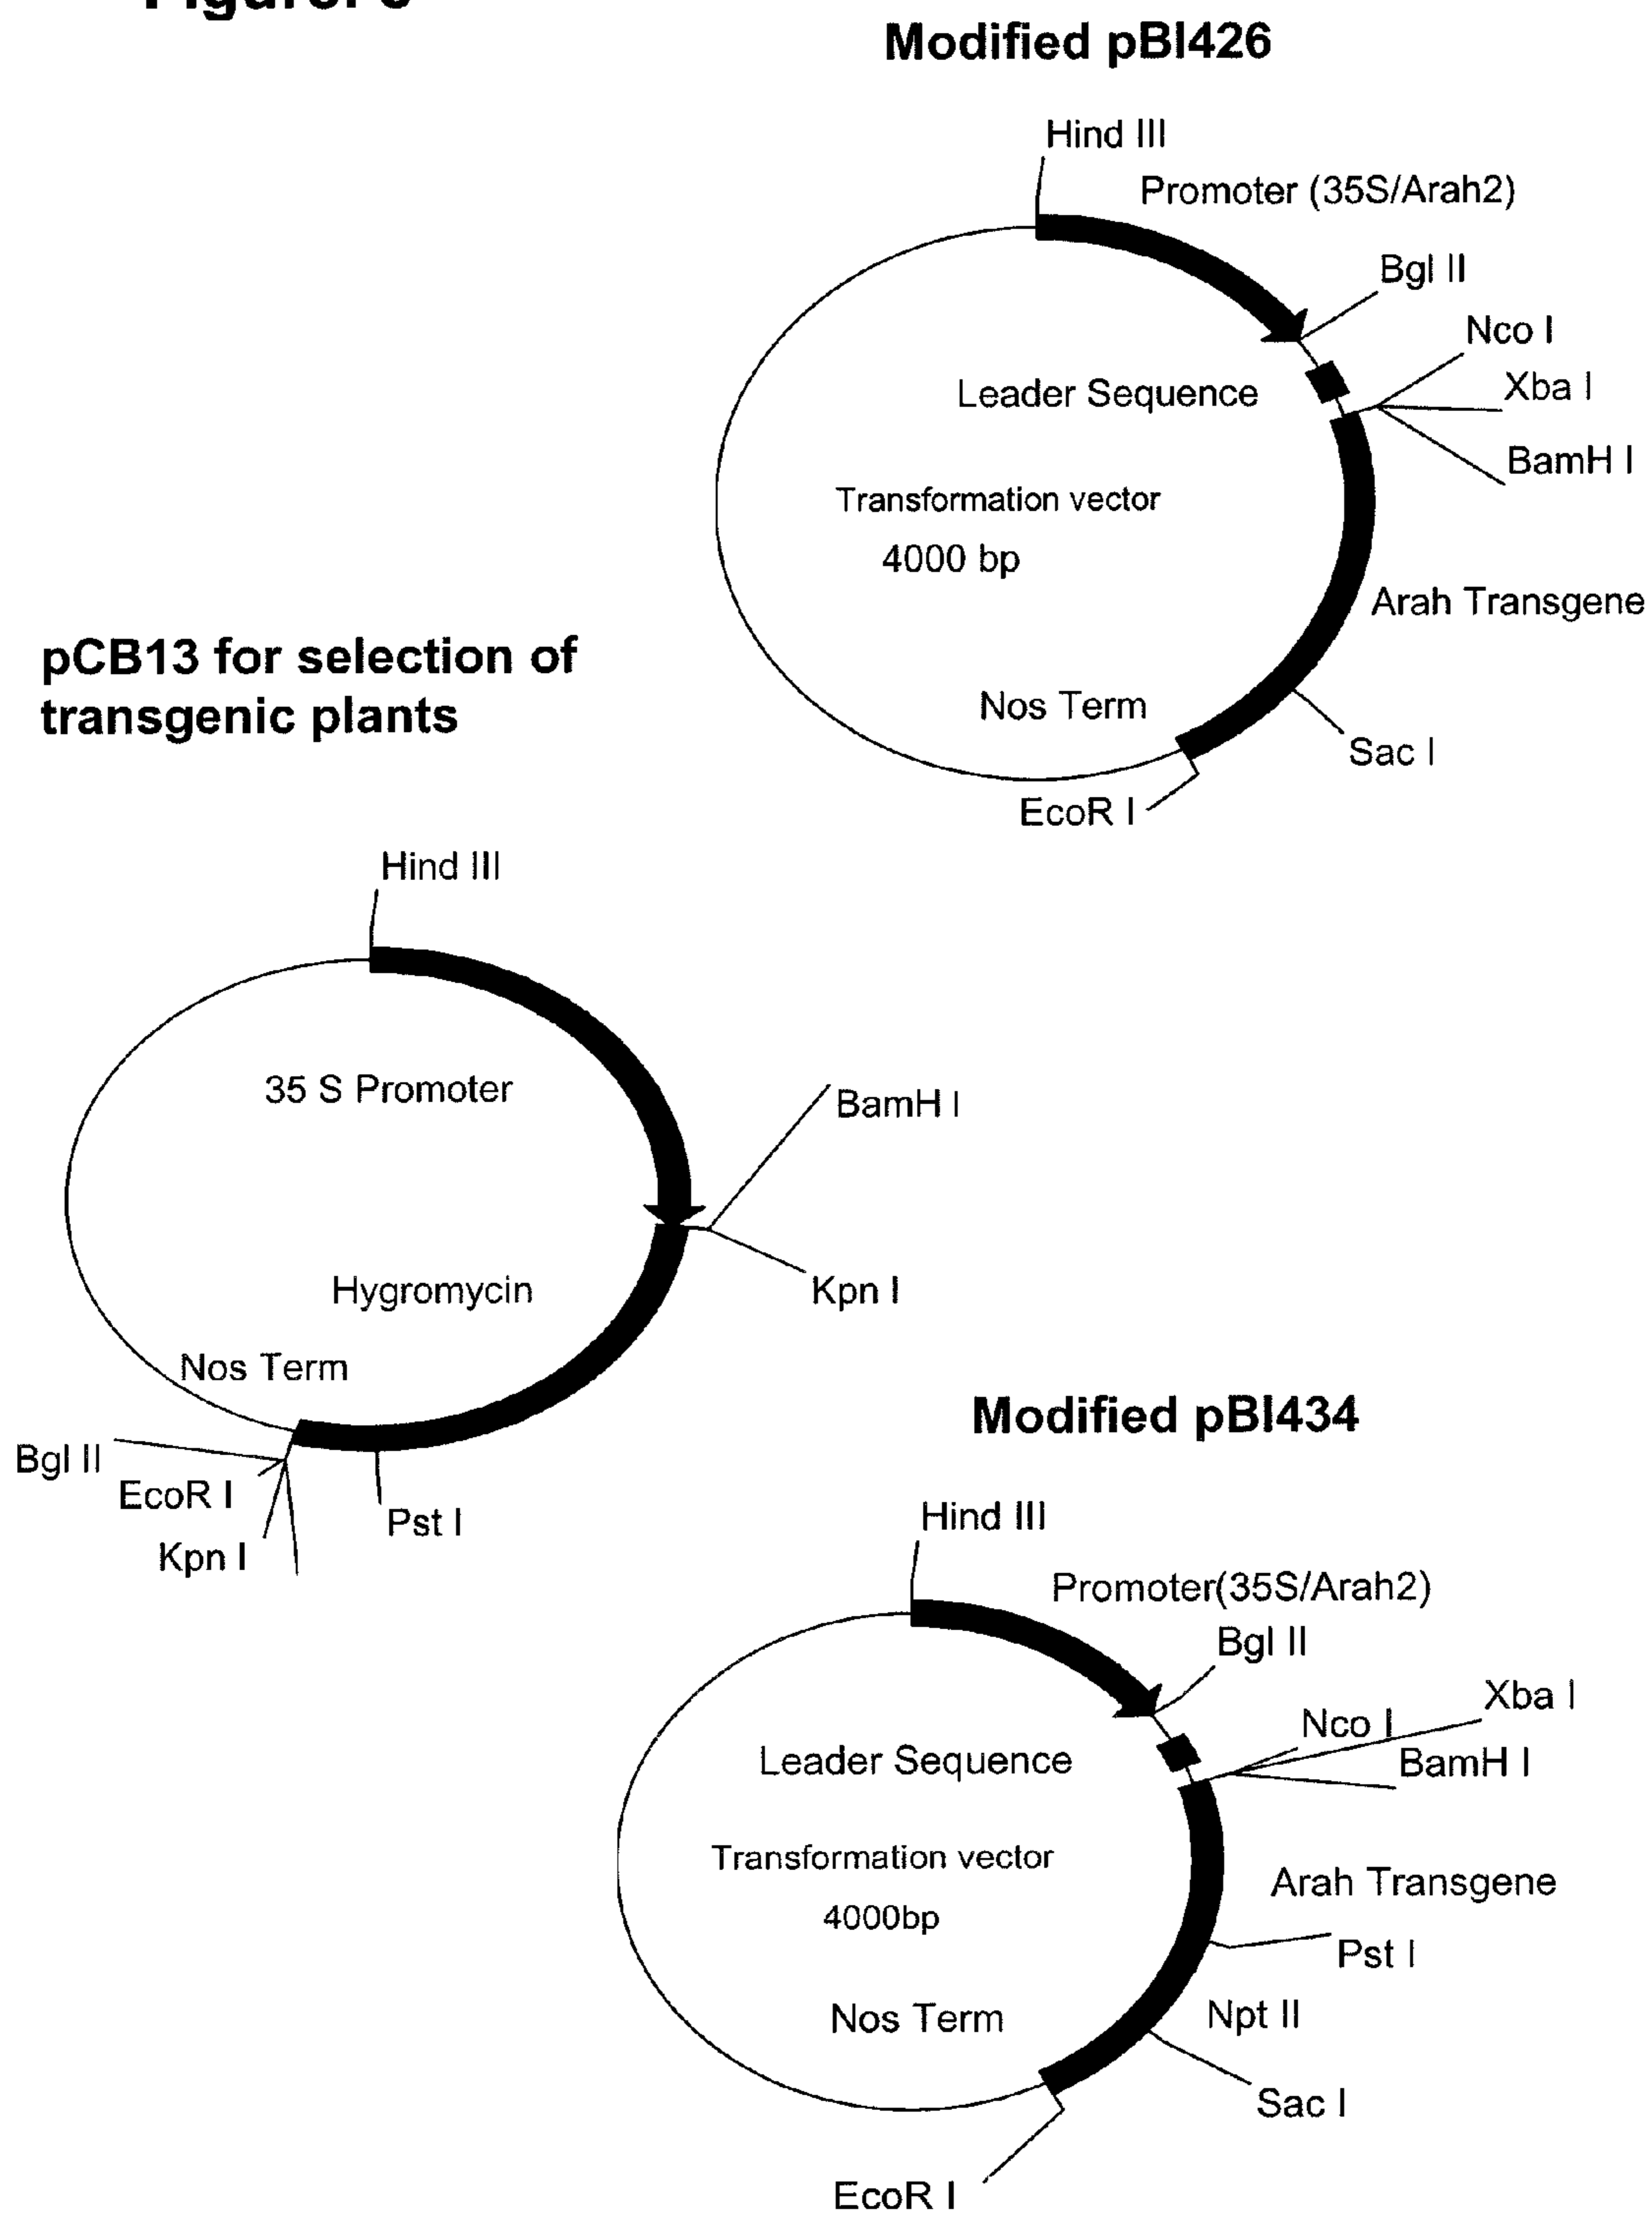 Modified pBI426
Hind III
Promoter (35S/Arah2)
Bgl II
Nco I
Leader Sequence
Xba I
BamH I
Transformation vector
4000 bp
Arah Transgene
Nos Term
Sac I
EcoR I
pCB13 for selection of
transgenic plants
Hind III
35 S Promoter
BamH I
Hygromycin
Kpn I
Nos Term
Bgl II
EcoR I
Pst I
Kpn I
Modified pBI434
Hind III
Promoter(35S/Arah2)
Bgl II
Xba I
Nco I
Leader Sequence
BamH I
Transformation vector
Arah Transgene
4000bp
Pst I
Nos Term
Npt II
Sac I
EcoR I